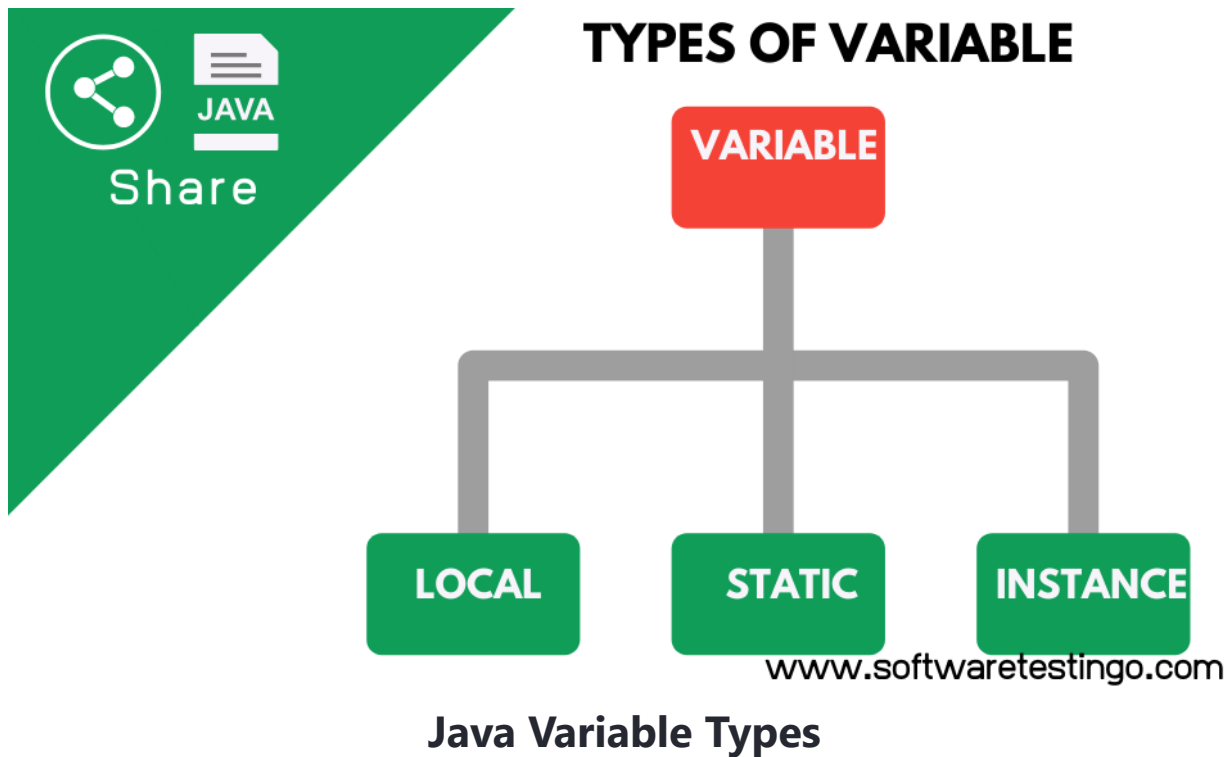 TYPES OF VARIABLE
JAVA
Share
VARIABLE
LOCAL
STATIC
INSTANCE
www.softwaretestingo.com
Java Variable Types